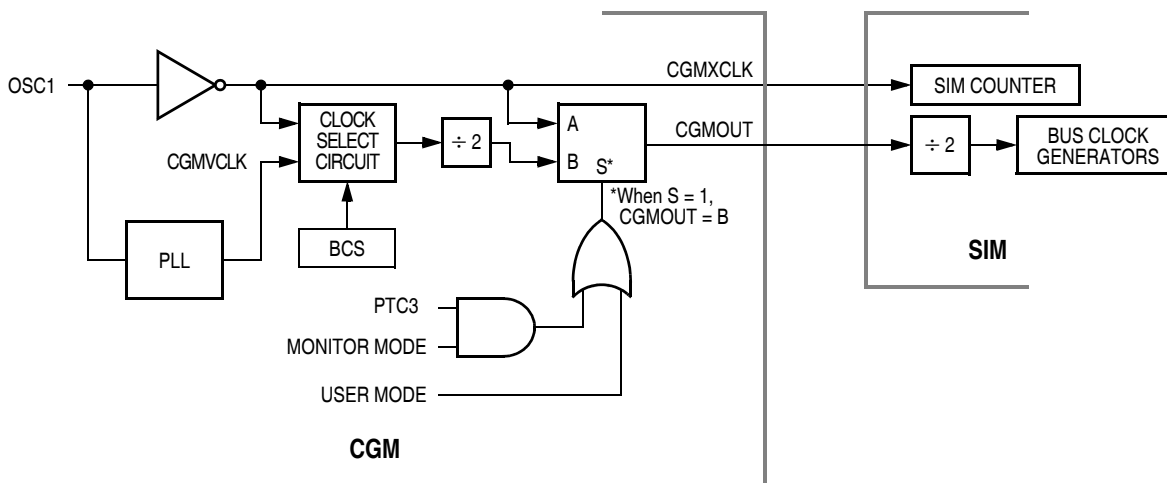 OSC1
CGMXCLK
SIM COUNTER
CLOCK
SELECT
CIRCUIT
÷ 2
A
B
S*
CGMOUT
÷ 2
BUS CLOCK
GENERATORS
CGMVCLK
*When S = 1,
CGMOUT = B
BCS
PLL
SIM
PTC3
MONITOR MODE
USER MODE
CGM